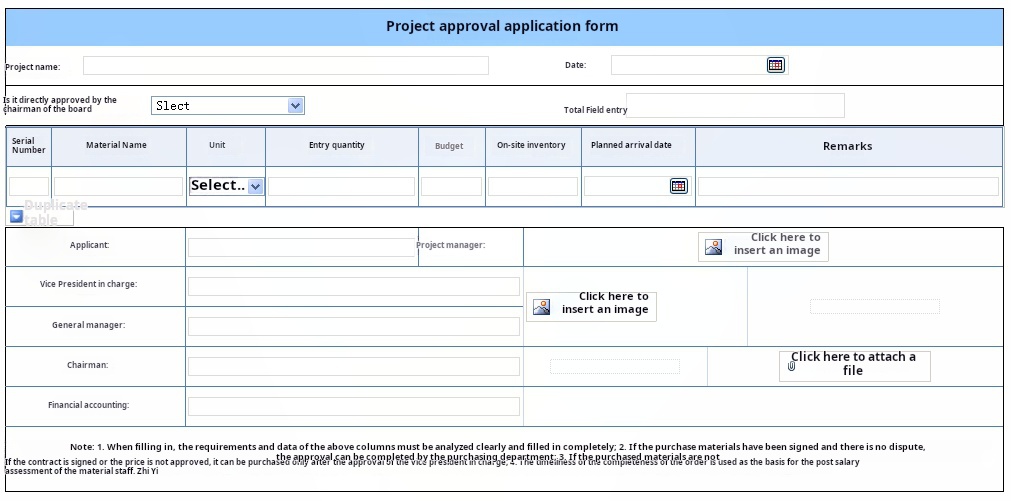 Project approval application form
Project name:
Date:
Is it directly approved by the
chairman of the board
Slect
Total Field entry
Serial
Number
Material Name
Unit
Entry quantity
Budget
On-site inventory
Planned arrival date
Remarks
Select..
Duplicate
table
Applicant:
Project manager:
Click here to
insert an image
Vice President in charge:
Click here to
insert an image
General manager:
Chairman:
Click here to attach a
file
Financial accounting:
Note: 1. When filling in, the requirements and data of the above columns must be analyzed clearly and filled in completely; 2. If the purchase materials have been signed and there is no dispute,
the approval can be completed by the purchasing department; 3. If the purchased materials are not
If the contract is signed or the price is not approved, it can be purchased only after the approval of the vice president in charge; 4. The timeliness of the completeness of the order is used as the basis for the post salary
assessment of the material staff. Zhi Yi